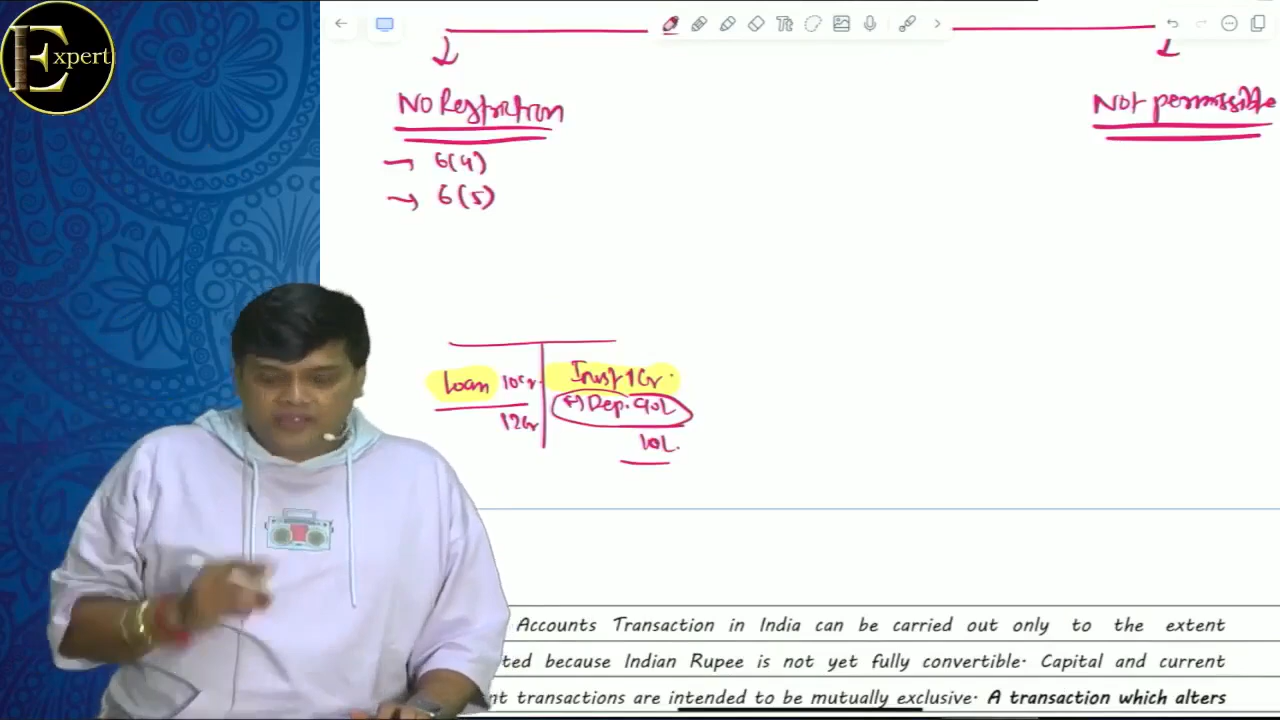 Expert
No Restriction
Not permissible
→ 6(4)
→ 6(5)
Loan 10Cr.
Invst 1Cr.
(-) Dep. 90L
12Cr
10L.
Accounts Transaction in India can be carried out only to the extent
ted because Indian Rupee is not yet fully convertible. Capital and current
nt transactions are intended to be mutually exclusive. A transaction which alters